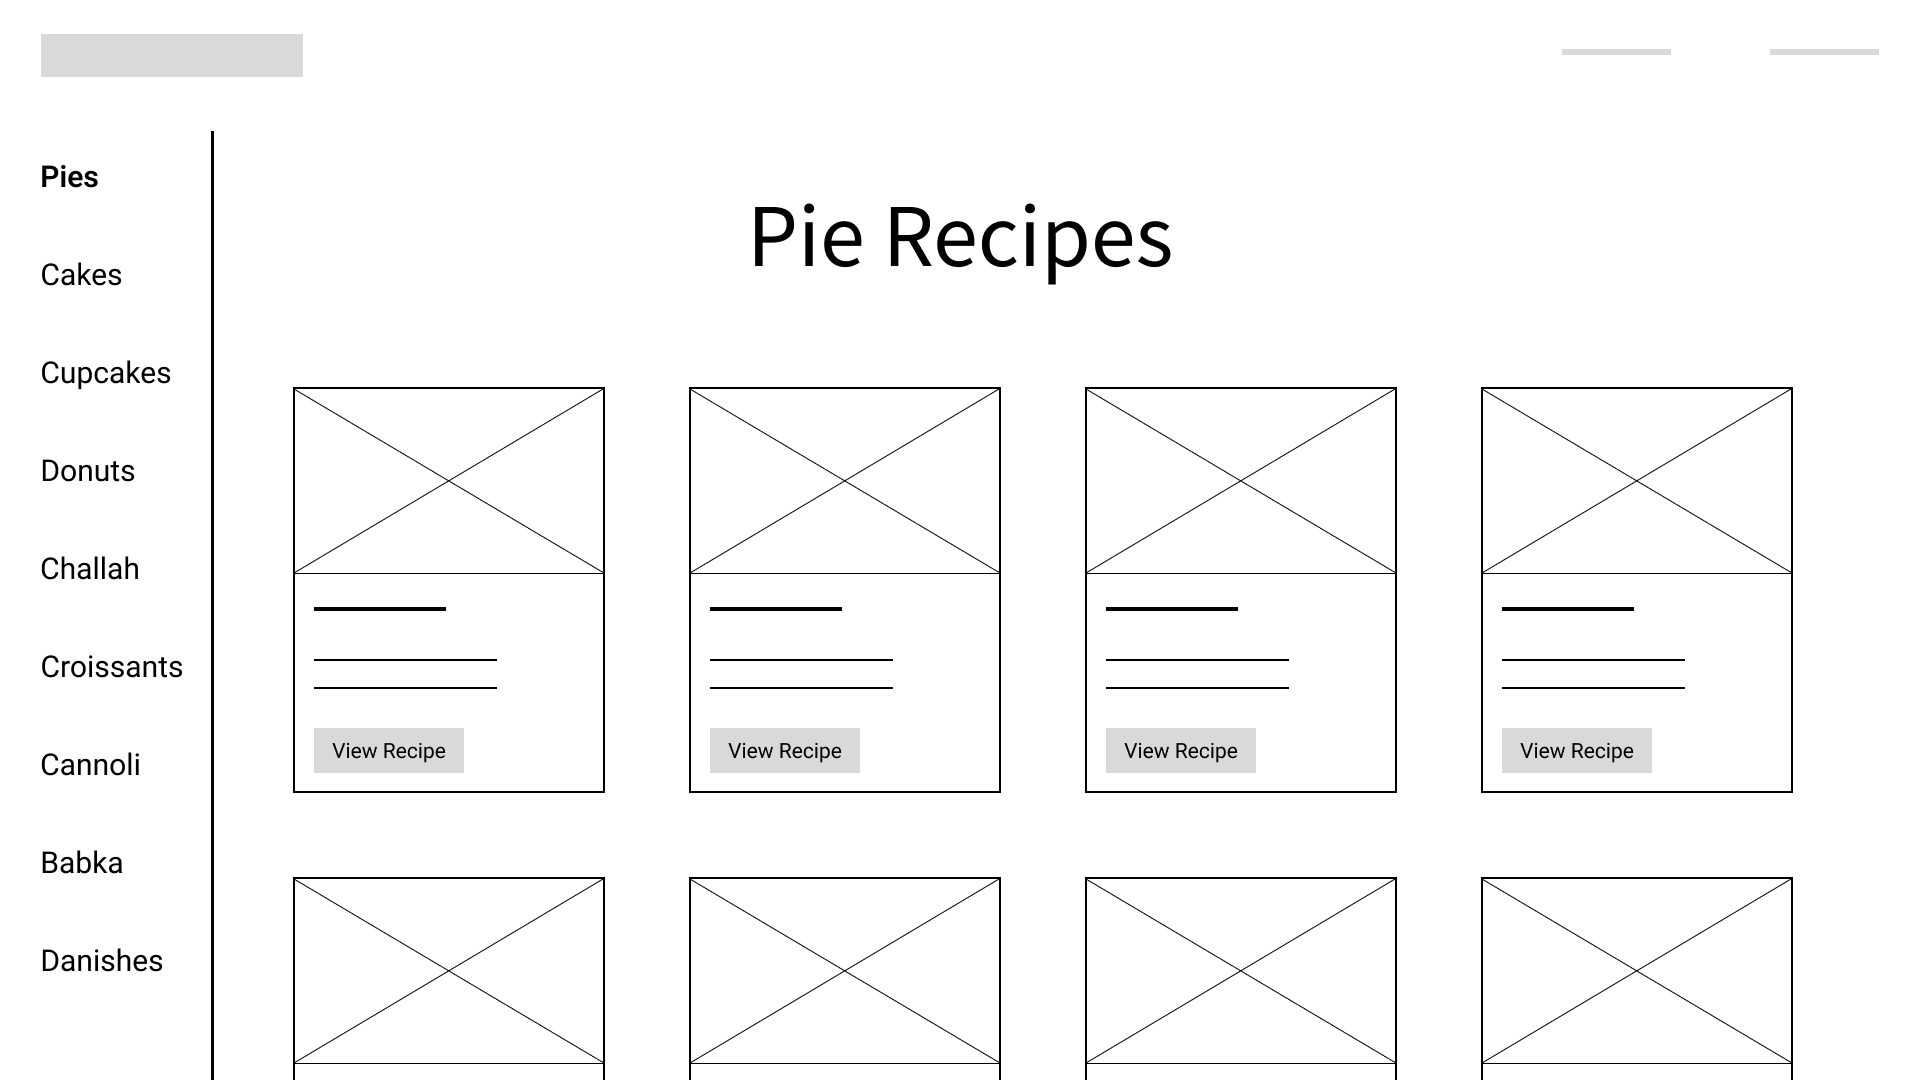 Pies
Cakes
Cupcakes
Donuts
Challah
Croissants
Cannoli
Babka
Danishes
Pie Recipes
View Recipe
View Recipe
View Recipe
View Recipe